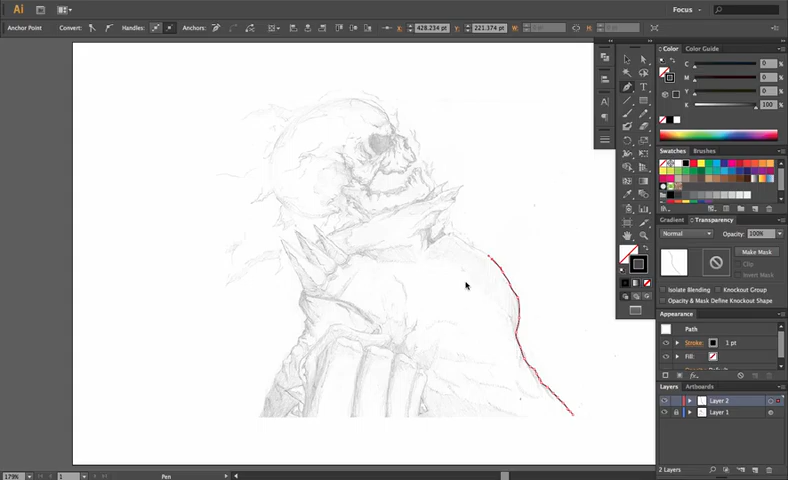 Ai Focus
Anchor Point Convert: Handles: Anchors: X: 428.234 pt Y: 221.374 pt W: H:
Color Color Guide
C 0 %
M 0 %
Y 0 %
K 100 %
Swatches Brushes
Gradient Transparency
Normal Opacity: 100%
Make Mask
Clip
Invert Mask
Isolate Blending Knockout Group
Opacity & Mask Define Knockout Shape
Appearance
Path
Stroke: 1 pt
Fill:
Layers Artboards
Layer 2
Layer 1
2 Layers
179% 1 Pen